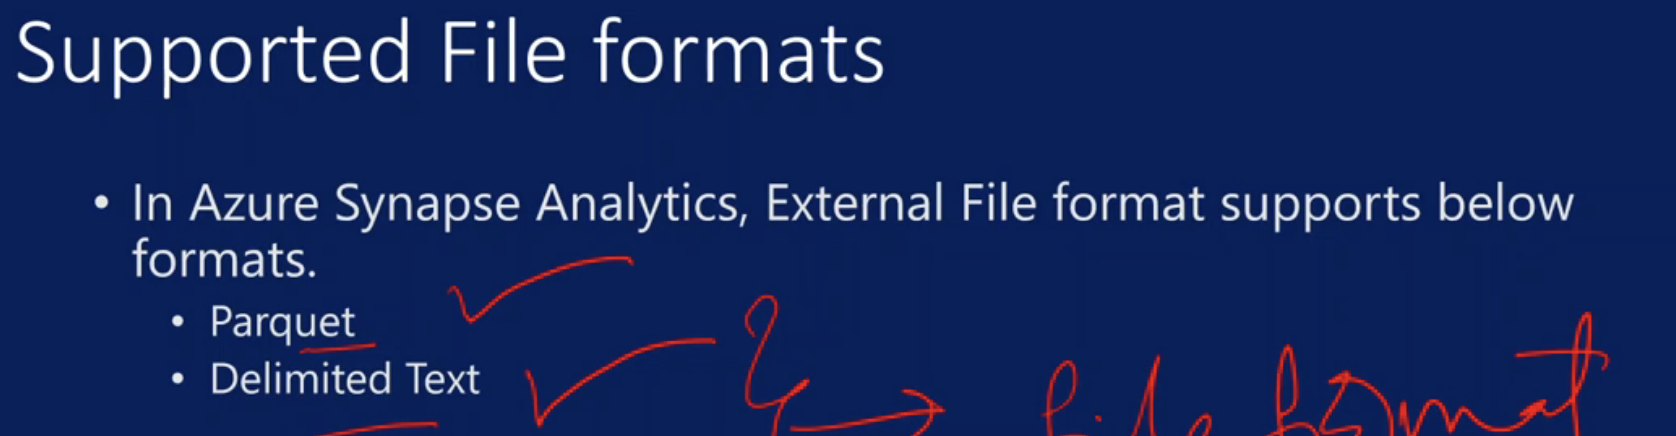 Supported File formats
• In Azure Synapse Analytics, External File format supports below
formats.
• Parquet
• Delimited Text
file format